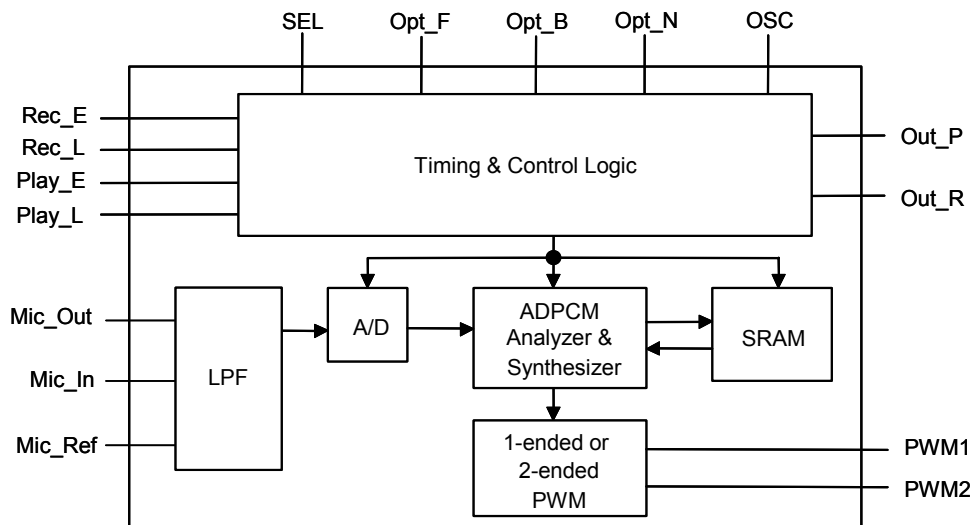 SEL Opt_F Opt_B Opt_N OSC
Rec_E
Rec_L
Play_E
Play_L
Timing & Control Logic
Out_P
Out_R
Mic_Out
Mic_In
Mic_Ref
LPF
A/D
ADPCM
Analyzer &
Synthesizer
SRAM
1-ended or
2-ended
PWM
PWM1
PWM2